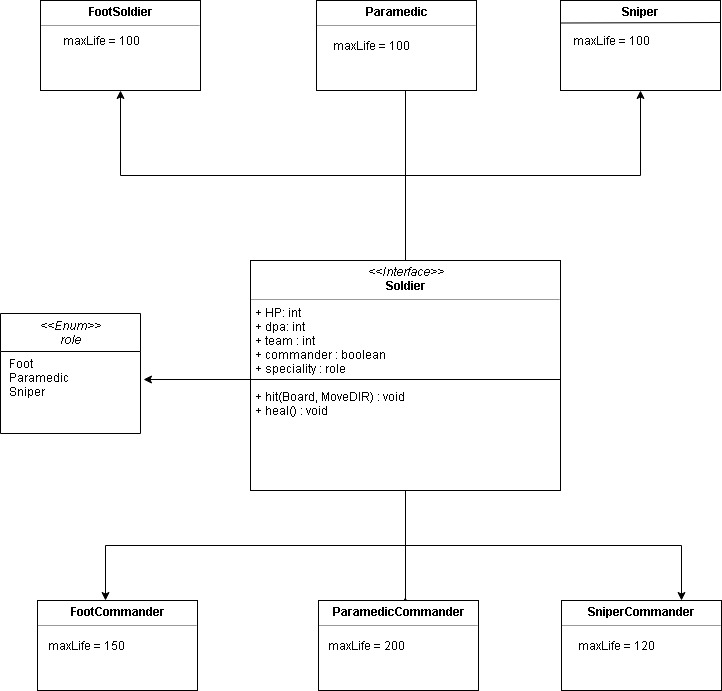 FootSoldier
maxLife = 100
Paramedic
maxLife = 100
Sniper
maxLife = 100
<<Interface>>
Soldier
+ HP: int
+ dpa: int
+ team : int
+ commander : boolean
+ speciality : role
+ hit(Board, MoveDIR) : void
+ heal() : void
<<Enum>>
role
Foot
Paramedic
Sniper
FootCommander
maxLife = 150
ParamedicCommander
maxLife = 200
SniperCommander
maxLife = 120